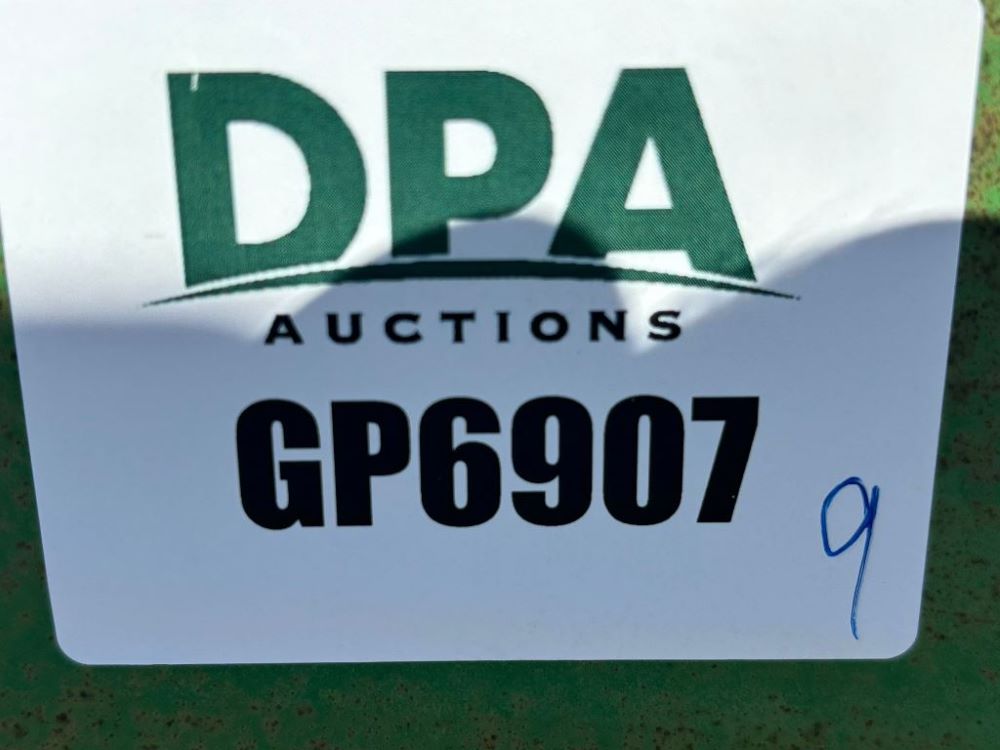 DPA
AUCTIONS
GP6907
9